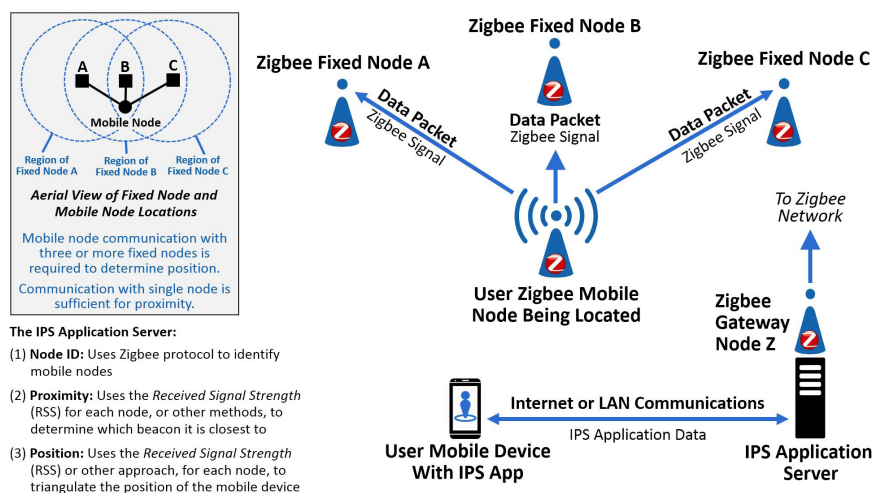 A
B
C
Mobile Node
Region of
Fixed Node A
Region of
Fixed Node B
Region of
Fixed Node C
Aerial View of Fixed Node and
Mobile Node Locations
Mobile node communication with
three or more fixed nodes is
required to determine position.
Communication with single node is
sufficient for proximity.
The IPS Application Server:
(1) Node ID: Uses Zigbee protocol to identify
mobile nodes
(2) Proximity: Uses the Received Signal Strength
(RSS) for each node, or other methods, to
determine which beacon it is closest to
(3) Position: Uses the Received Signal Strength
(RSS) or other approach, for each node, to
triangulate the position of the mobile device
Zigbee Fixed Node A
Z
Data Packet
Zigbee Signal
Zigbee Fixed Node B
Z
Data Packet
Zigbee Signal
Zigbee Fixed Node C
Z
Data Packet
Zigbee Signal
Z
User Zigbee Mobile
Node Being Located
To Zigbee
Network
Zigbee
Gateway
Node Z
Z
Internet or LAN Communications
IPS Application Data
User Mobile Device
With IPS App
IPS Application
Server